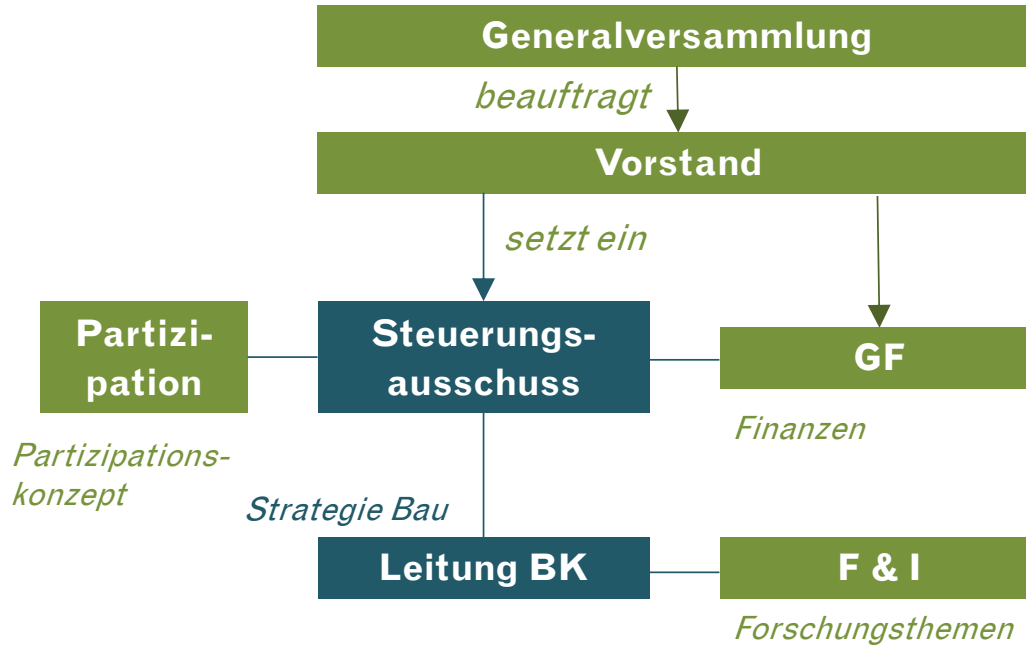 Generalversammlung
beauftragt
Vorstand
setzt ein
Partizi-
pation
Steuerungs-
ausschuss
GF
Partizipations-
konzept
Finanzen
Strategie Bau
Leitung BK
F & I
Forschungsthemen